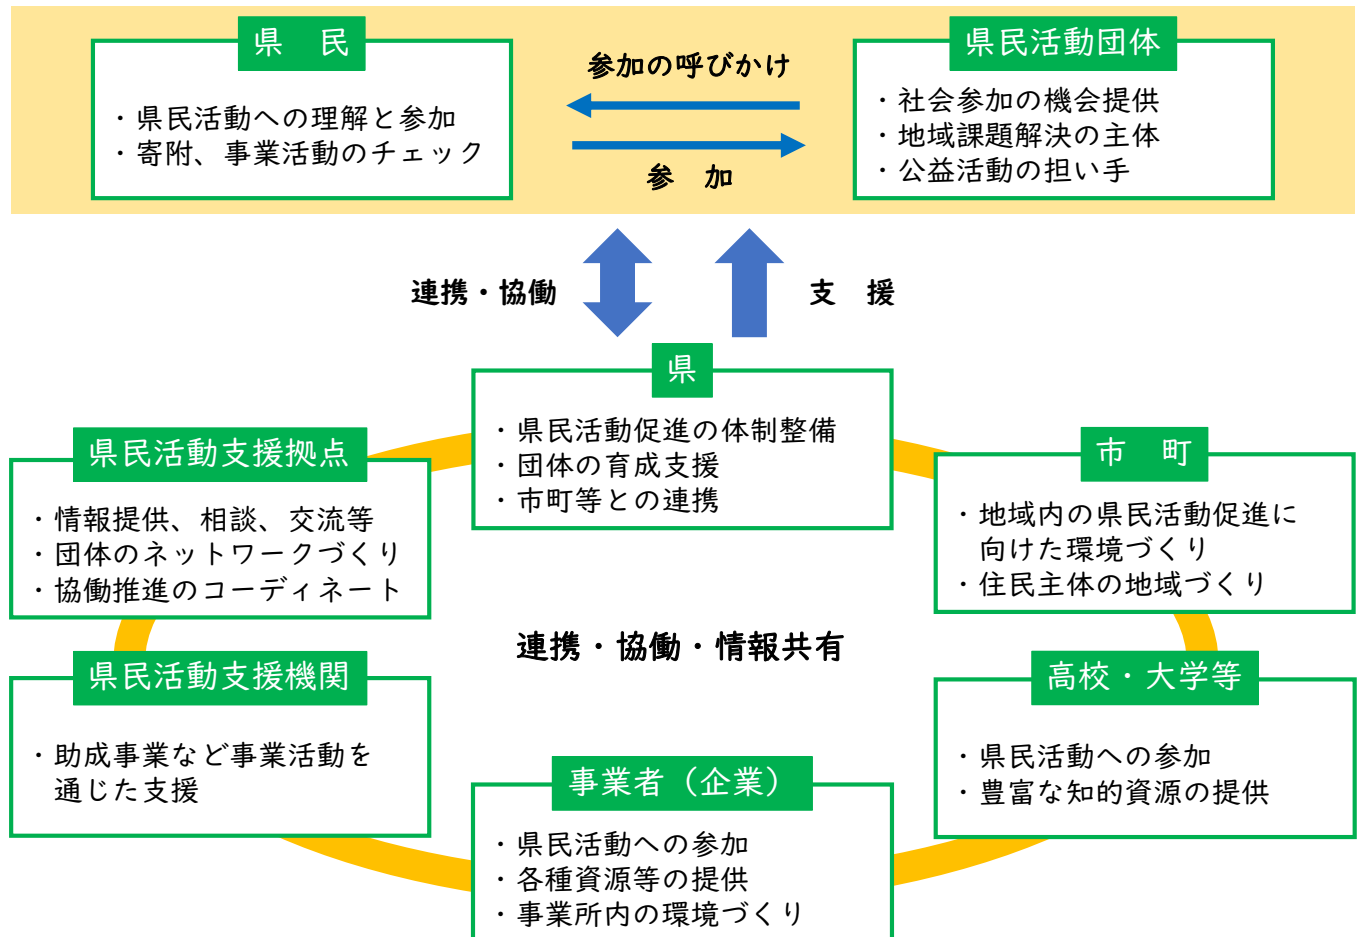 県　民
・県民活動への理解と参加
・寄附、事業活動のチェック
参加の呼びかけ
参　加
県民活動団体
・社会参加の機会提供
・地域課題解決の主体
・公益活動の担い手
連携・協働
支　援
県
・県民活動促進の体制整備
・団体の育成支援
・市町等との連携
県民活動支援拠点
・情報提供、相談、交流等
・団体のネットワークづくり
・協働推進のコーディネート
市　町
・地域内の県民活動促進に
向けた環境づくり
・住民主体の地域づくり
連携・協働・情報共有
県民活動支援機関
・助成事業など事業活動を
通じた支援
高校・大学等
・県民活動への参加
・豊富な知的資源の提供
事業者（企業）
・県民活動への参加
・各種資源等の提供
・事業所内の環境づくり